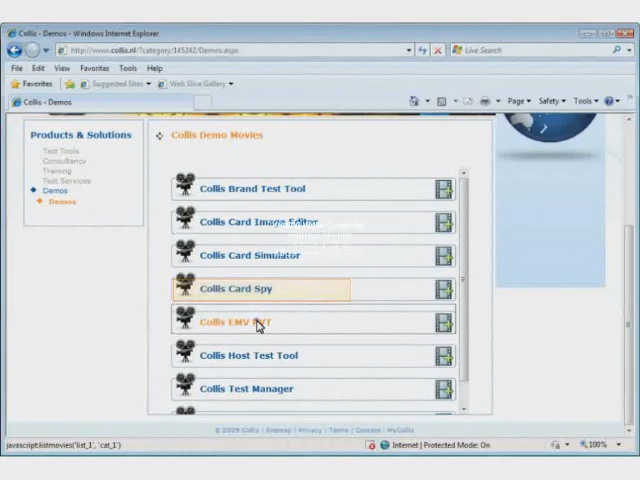 Collis - Demos - Windows Internet Explorer
http://www.collis.nl/?category/145242/Demos.aspx
Live Search
File Edit View Favorites Tools Help
Favorites Suggested Sites Web Slice Gallery
Collis - Demos
Page Safety Tools
Products & Solutions
Test Tools
Consultancy
Training
Test Services
Demos
Demos
Collis Demo Movies
Collis Brand Test Tool
Collis Card Image Editor
Collis Card Simulator
Collis Card Spy
Collis EMV PVT
Collis Host Test Tool
Collis Test Manager
© 2009 Collis | Sitemap | Privacy | Terms | Contact | MyCollis
javascript:listmovies('list_1', 'cat_1')
Internet | Protected Mode: On
100%